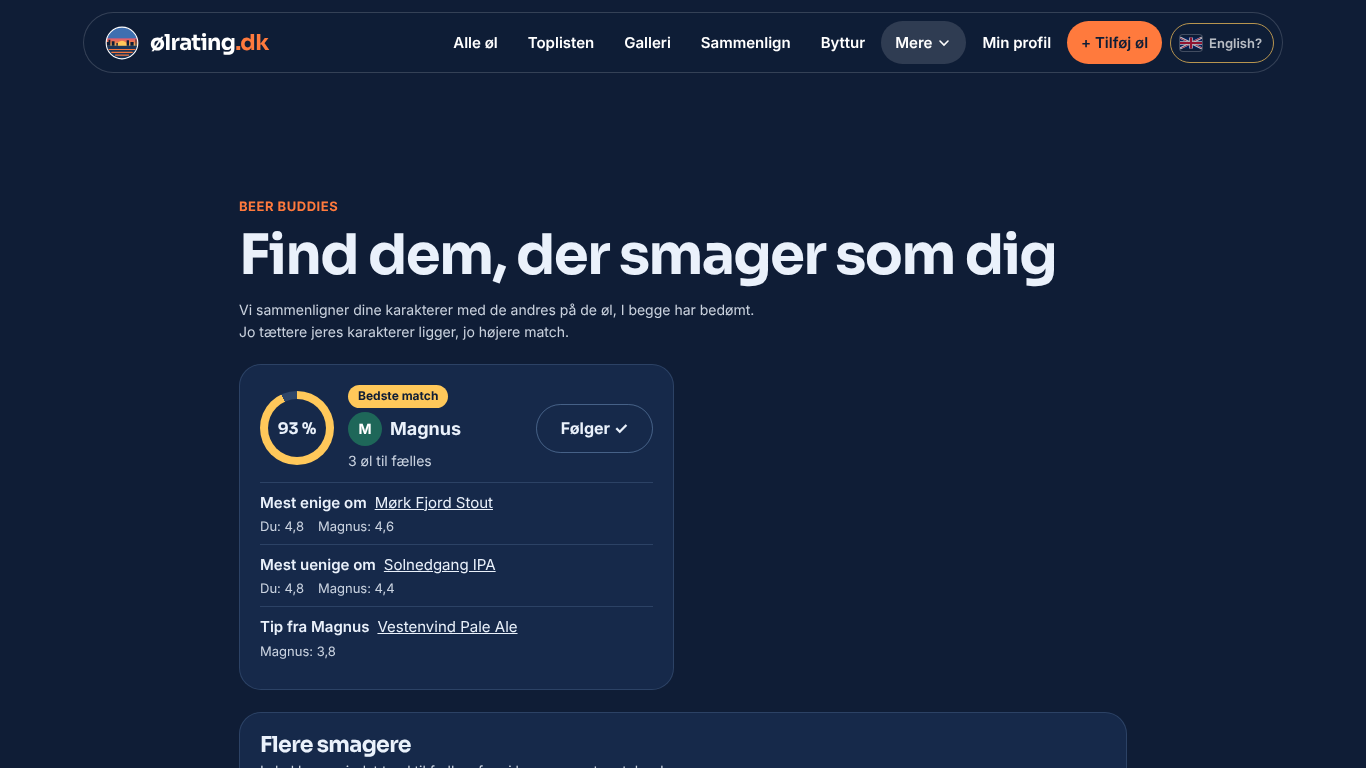 ølrating.dk
Alle øl
Toplisten
Galleri
Sammenlign
Byttur
Mere
Min profil
+ Tilføj øl
English?
BEER BUDDIES
Find dem, der smager som dig
Vi sammenligner dine karakterer med de andres på de øl, I begge har bedømt.
Jo tættere jeres karakterer ligger, jo højere match.
93 %
Bedste match
M Magnus
3 øl til fælles
Følger ✓
Mest enige om Mørk Fjord Stout
Du: 4,8 Magnus: 4,6
Mest uenige om Solnedgang IPA
Du: 4,8 Magnus: 4,4
Tip fra Magnus Vestenvind Pale Ale
Magnus: 3,8
Flere smagere